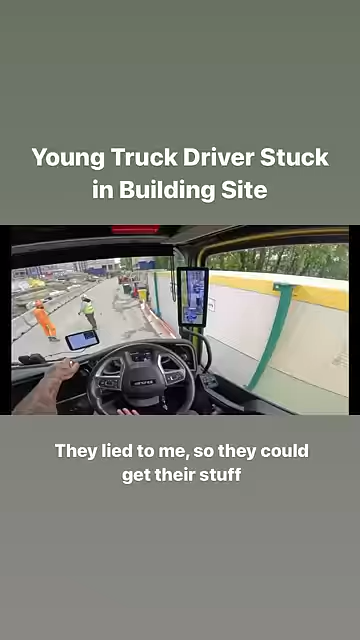 Young Truck Driver Stuck
in Building Site
They lied to me, so they could
get their stuff